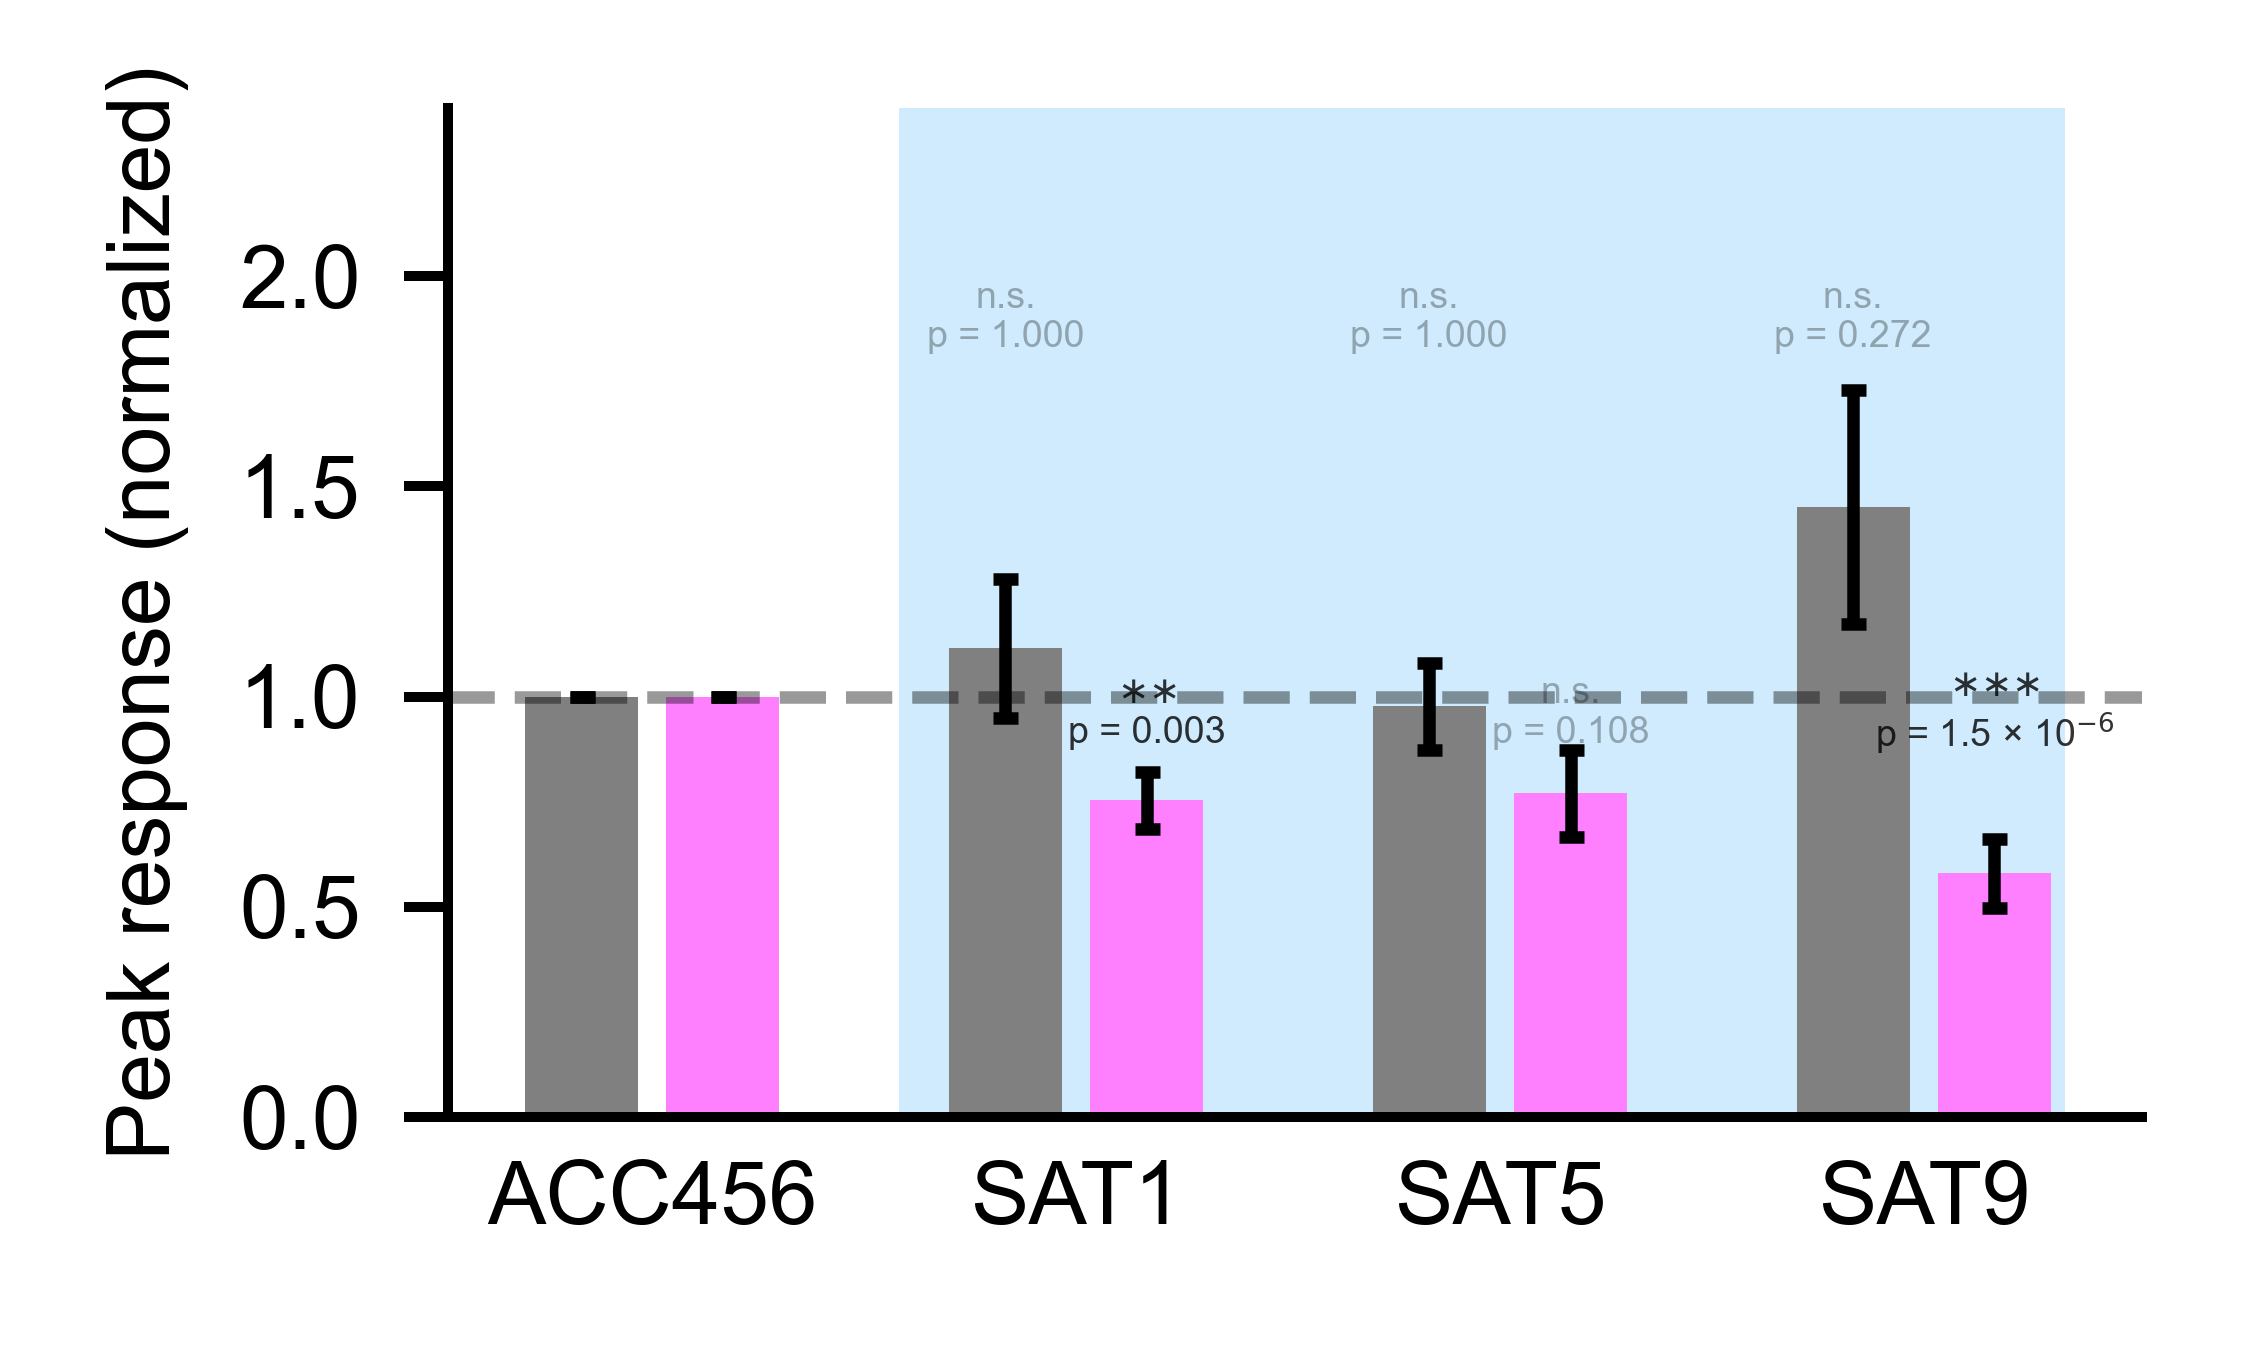 Peak response (normalized)
2.0
1.5
1.0
0.5
0.0
n.s.
p = 1.000
n.s.
p = 1.000
n.s.
p = 0.272
**
p = 0.003
n.s.
p = 0.108
***
p = 1.5 × 10⁻⁶
ACC456
SAT1
SAT5
SAT9